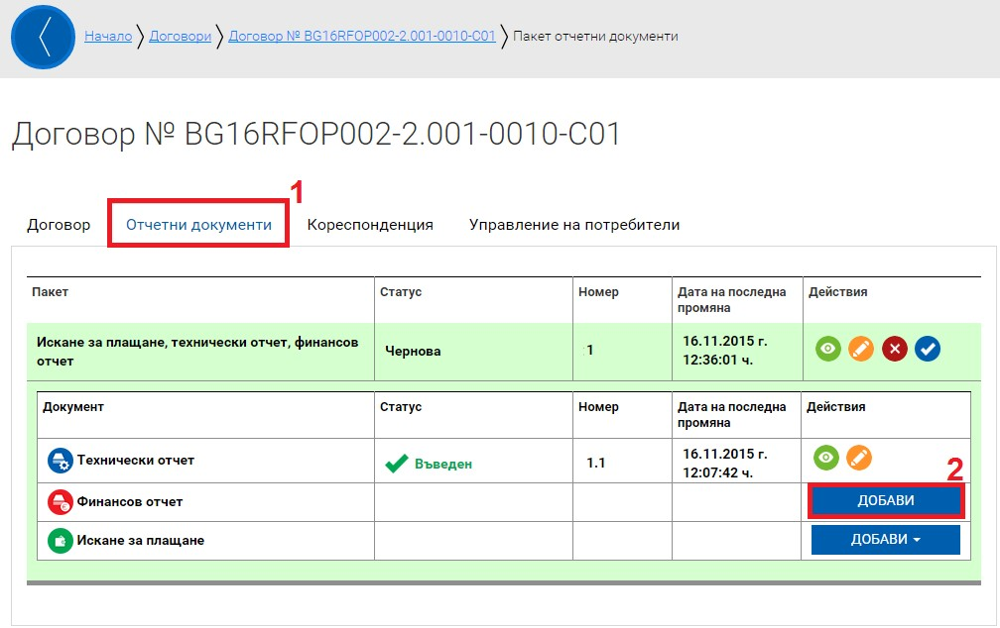 Начало Договори Договор № BG16RFOP002-2.001-0010-C01 Пакет отчетни документи
Договор № BG16RFOP002-2.001-0010-C01
1
Договор Отчетни документи Кореспонденция Управление на потребители
Пакет Статус Номер Дата на последна Действия
промяна
Искане за плащане, технически отчет, финансов
отчет
Чернова
1
16.11.2015 г.
12:36:01 ч.
Документ Статус Номер Дата на последна Действия
промяна
Технически отчет Въведен 1.1 16.11.2015 г.
12:07:42 ч.
2
Финансов отчет ДОБАВИ
Искане за плащане ДОБАВИ